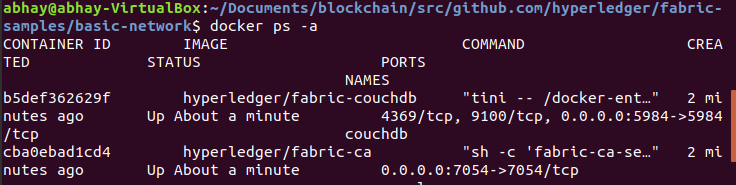 abhay@abhay-VirtualBox:~/Documents/blockchain/src/github.com/hyperledger/fabric-
samples/basic-network$ docker ps -a
CONTAINER ID        IMAGE                        COMMAND                  CREA
TED             STATUS              PORTS
                                    NAMES
b5def362629f        hyperledger/fabric-couchdb   "tini -- /docker-ent…"   2 mi
nutes ago       Up About a minute   4369/tcp, 9100/tcp, 0.0.0.0:5984->5984
/tcp                                couchdb
cba0ebad1cd4        hyperledger/fabric-ca        "sh -c 'fabric-ca-se…"   2 mi
nutes ago       Up About a minute   0.0.0.0:7054->7054/tcp